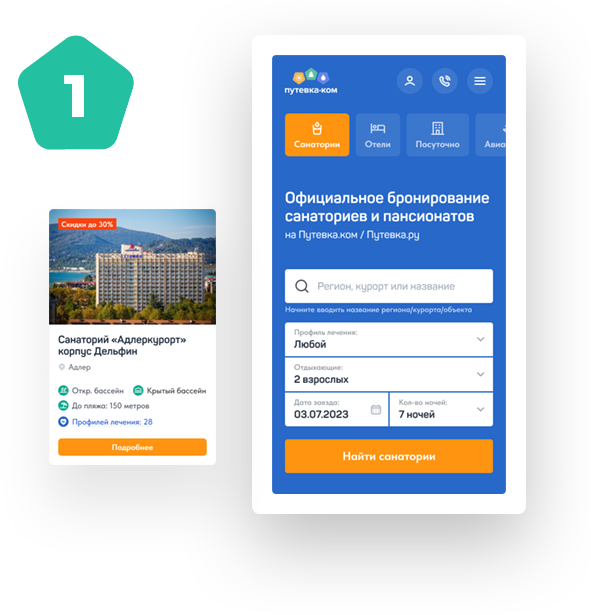 1
путевка•ком
Санатории
Отели
Посуточно
Авиа
Официальное бронирование
санаториев и пансионатов
на Путевка.ком / Путевка.ру
Регион, курорт или название
Начните вводить название региона/курорта/объекта
Профиль лечения:
Любой
Отдыхающие:
2 взрослых
Дата заезда:
03.07.2023
Кол-во ночей:
7 ночей
Найти санатории
Скидки до 30%
Санаторий «Адлеркурорт»
корпус Дельфин
Адлер
Откр. бассейн
Крытый бассейн
До пляжа: 150 метров
Профилей лечения: 28
Подробнее